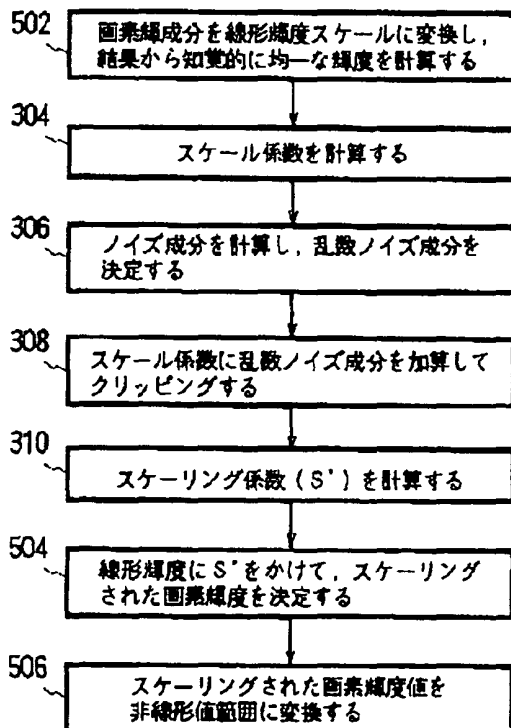 502
画素輝成分を線形輝度スケールに変換し,
結果から知覚的に均一な輝度を計算する
304
スケール係数を計算する
306
ノイズ成分を計算し,乱数ノイズ成分を
決定する
308
スケール係数に乱数ノイズ成分を加算して
クリッピングする
310
スケーリング係数(S')を計算する
504
線形輝度にS'をかけて,スケーリング
された画素輝度を決定する
506
スケーリングされた画素輝度値を
非線形値範囲に変換する